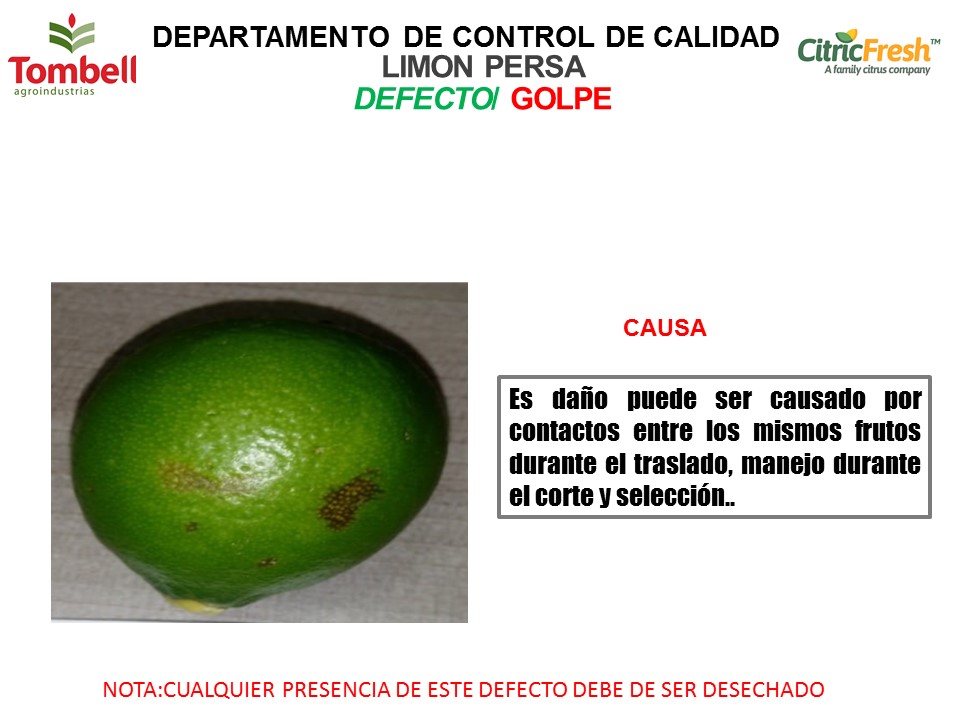 Tombell
agroindustrias
DEPARTAMENTO DE CONTROL DE CALIDAD
LIMON PERSA
DEFECTO/ GOLPE
CitricFresh™
A family citrus company
CAUSA
Es daño puede ser causado por
contactos entre los mismos frutos
durante el traslado, manejo durante
el corte y selección..
NOTA:CUALQUIER PRESENCIA DE ESTE DEFECTO DEBE DE SER DESECHADO